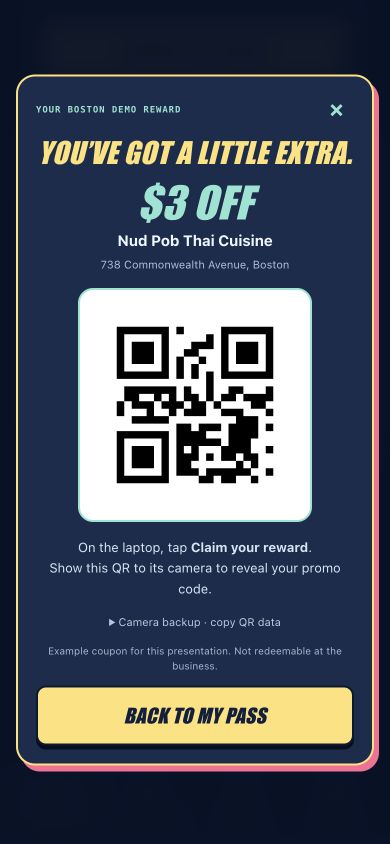 YOUR BOSTON DEMO REWARD
YOU'VE GOT A LITTLE EXTRA.
$3 OFF
Nud Pob Thai Cuisine
738 Commonwealth Avenue, Boston
On the laptop, tap Claim your reward.
Show this QR to its camera to reveal your promo
code.
Camera backup · copy QR data
Example coupon for this presentation. Not redeemable at the
business.
BACK TO MY PASS